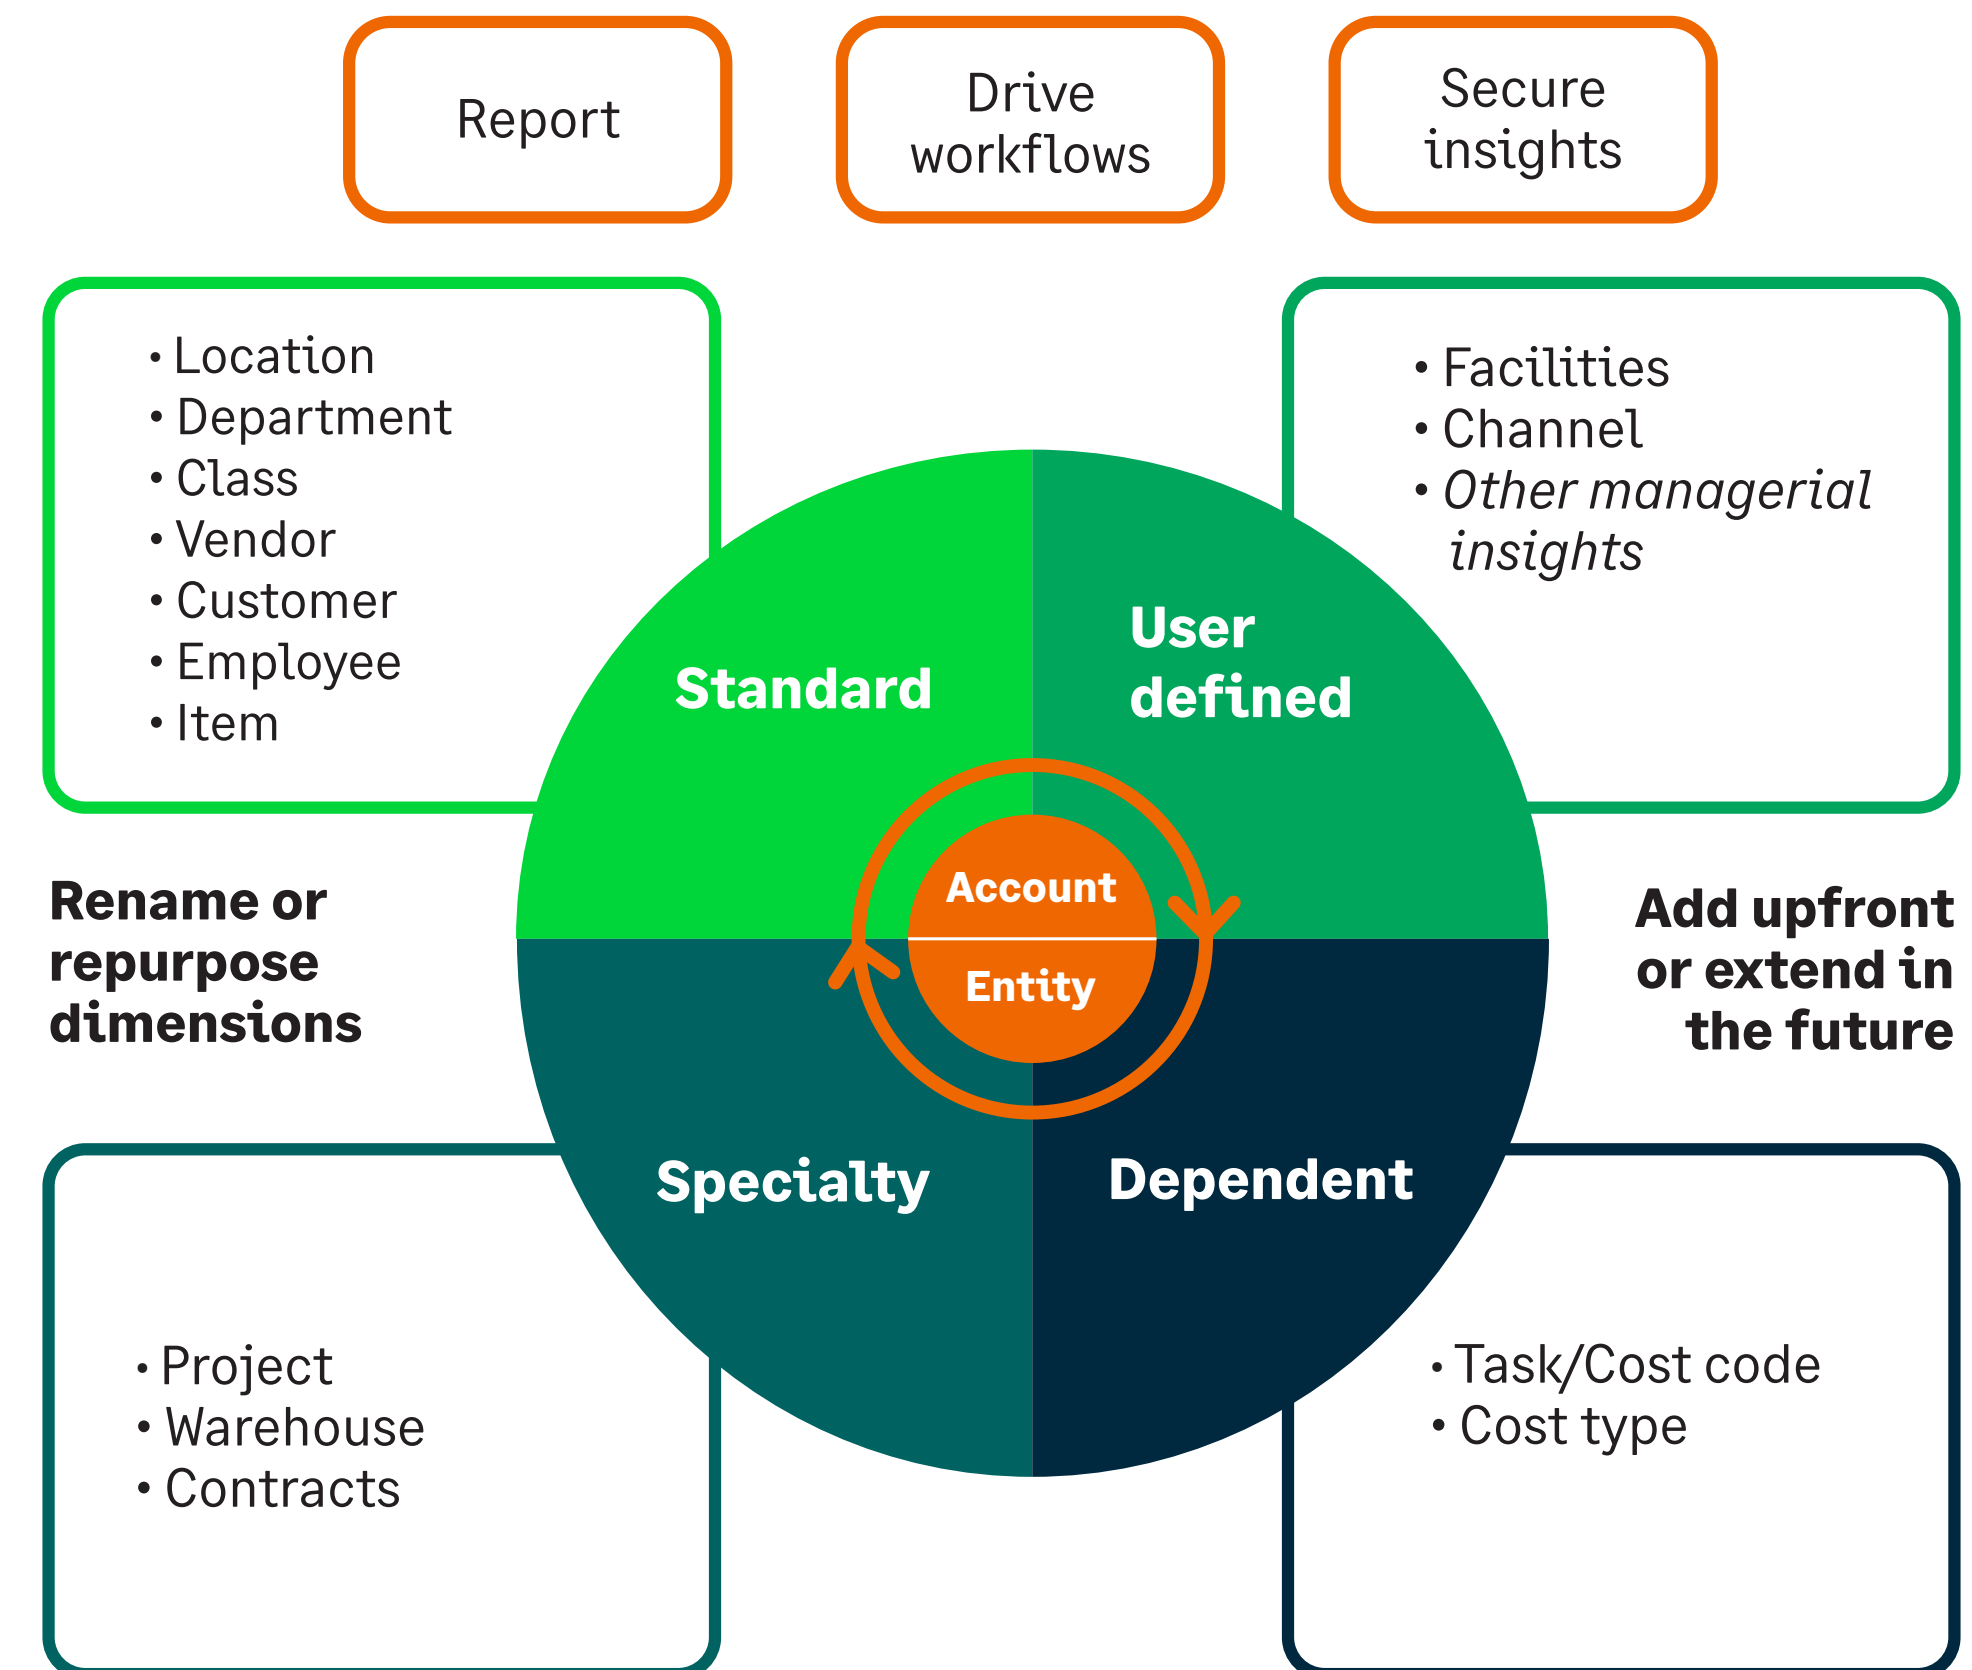 Report
Drive
workflows
Secure
insights
• Location
• Department
• Class
• Vendor
• Customer
• Employee
• Item
• Facilities
• Channel
• Other managerial
insights
Standard
User
defined
Account
Entity
Rename or
repurpose
dimensions
Add upfront
or extend in
the future
Specialty
Dependent
• Project
• Warehouse
• Contracts
• Task/Cost code
• Cost type